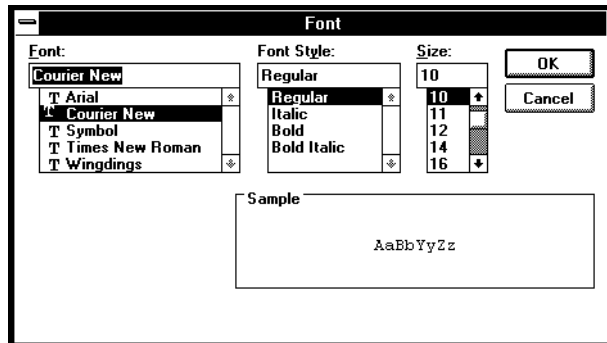 Font
Font:
Courier New
Arial
Courier New
Symbol
Times New Roman
Wingdings
Font Style:
Regular
Regular
Italic
Bold
Bold Italic
Size:
10
10
11
12
14
16
OK
Cancel
Sample
AaBbYyZz